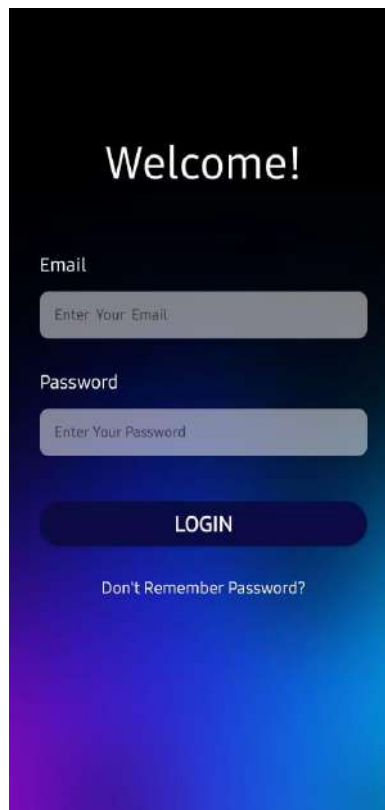 Welcome!
Email
Enter Your Email
Password
Enter Your Password
LOGIN
Don't Remember Password?